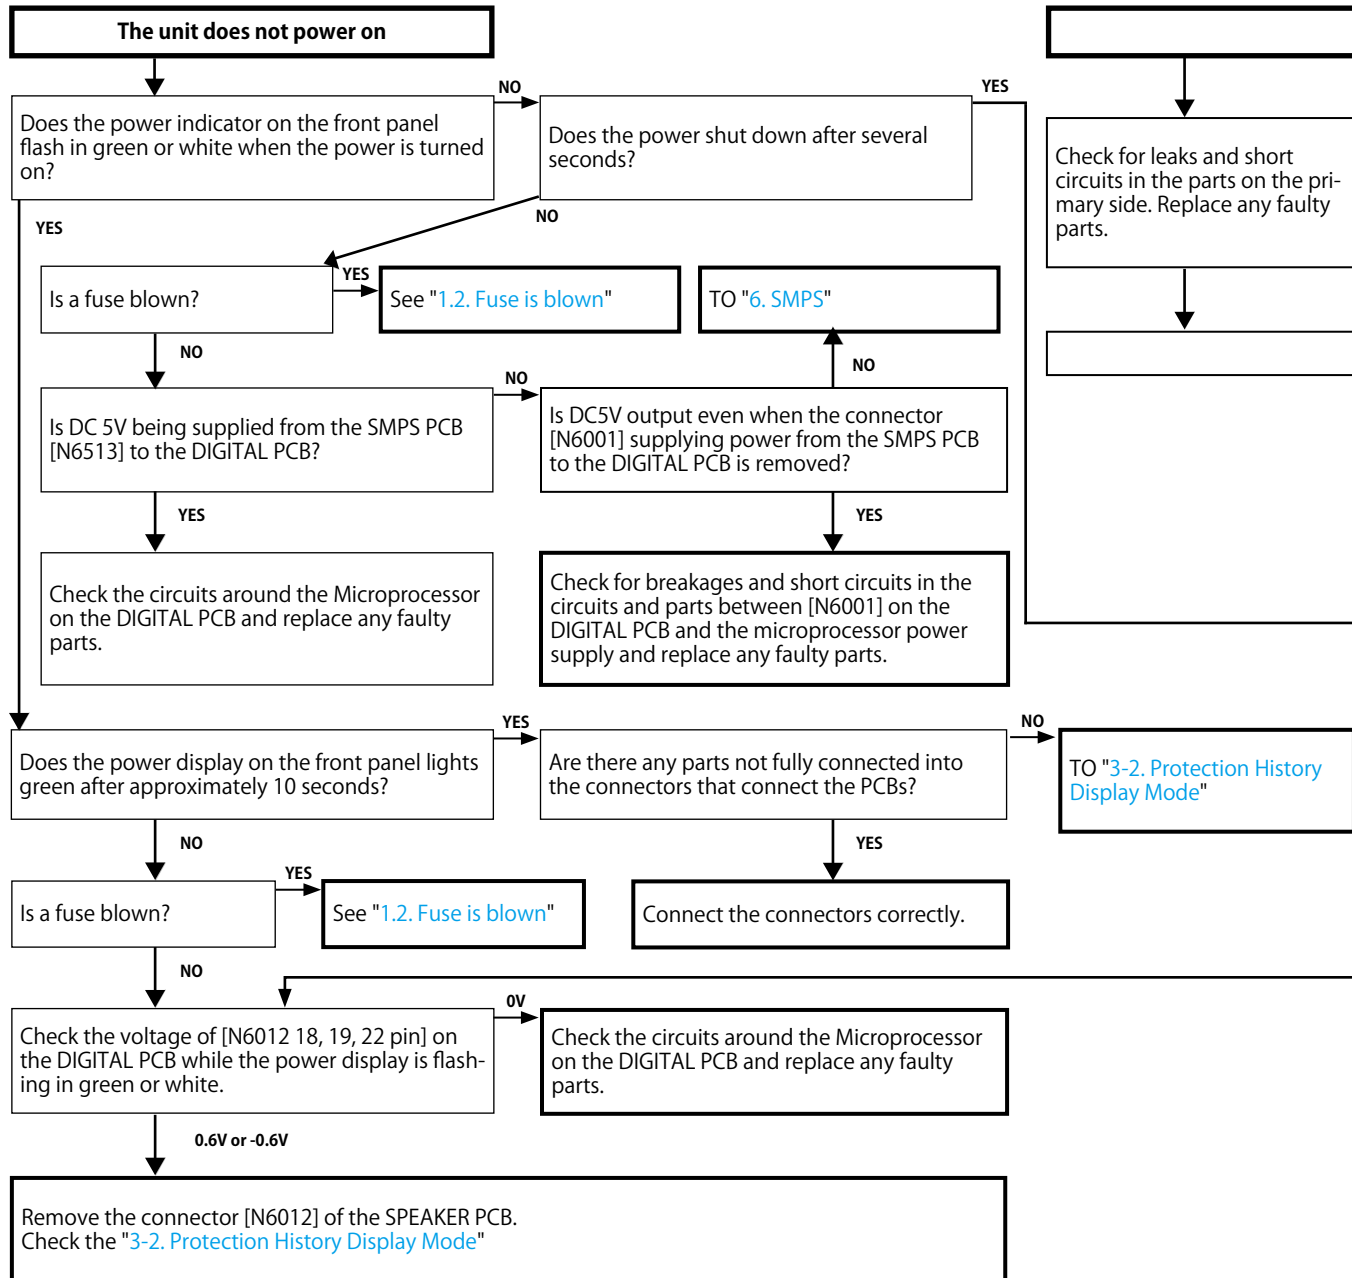 The unit does not power on
Does the power indicator on the front panel
flash in green or white when the power is turned
on?
NO
Does the power shut down after several
seconds?
YES
Check for leaks and short
circuits in the parts on the pri-
mary side. Replace any faulty
parts.
YES
NO
Is a fuse blown?
YES
See "1.2. Fuse is blown"
TO "6. SMPS"
NO
NO
Is DC 5V being supplied from the SMPS PCB
[N6513] to the DIGITAL PCB?
NO
Is DC5V output even when the connector
[N6001] supplying power from the SMPS PCB
to the DIGITAL PCB is removed?
YES
YES
Check the circuits around the Microprocessor
on the DIGITAL PCB and replace any faulty
parts.
Check for breakages and short circuits in the
circuits and parts between [N6001] on the
DIGITAL PCB and the microprocessor power
supply and replace any faulty parts.
Does the power display on the front panel lights
green after approximately 10 seconds?
YES
Are there any parts not fully connected into
the connectors that connect the PCBs?
NO
TO "3-2. Protection History
Display Mode"
NO
YES
Is a fuse blown?
YES
See "1.2. Fuse is blown"
Connect the connectors correctly.
NO
Check the voltage of [N6012 18, 19, 22 pin] on
the DIGITAL PCB while the power display is flash-
ing in green or white.
0V
Check the circuits around the Microprocessor
on the DIGITAL PCB and replace any faulty
parts.
0.6V or -0.6V
Remove the connector [N6012] of the SPEAKER PCB.
Check the "3-2. Protection History Display Mode"